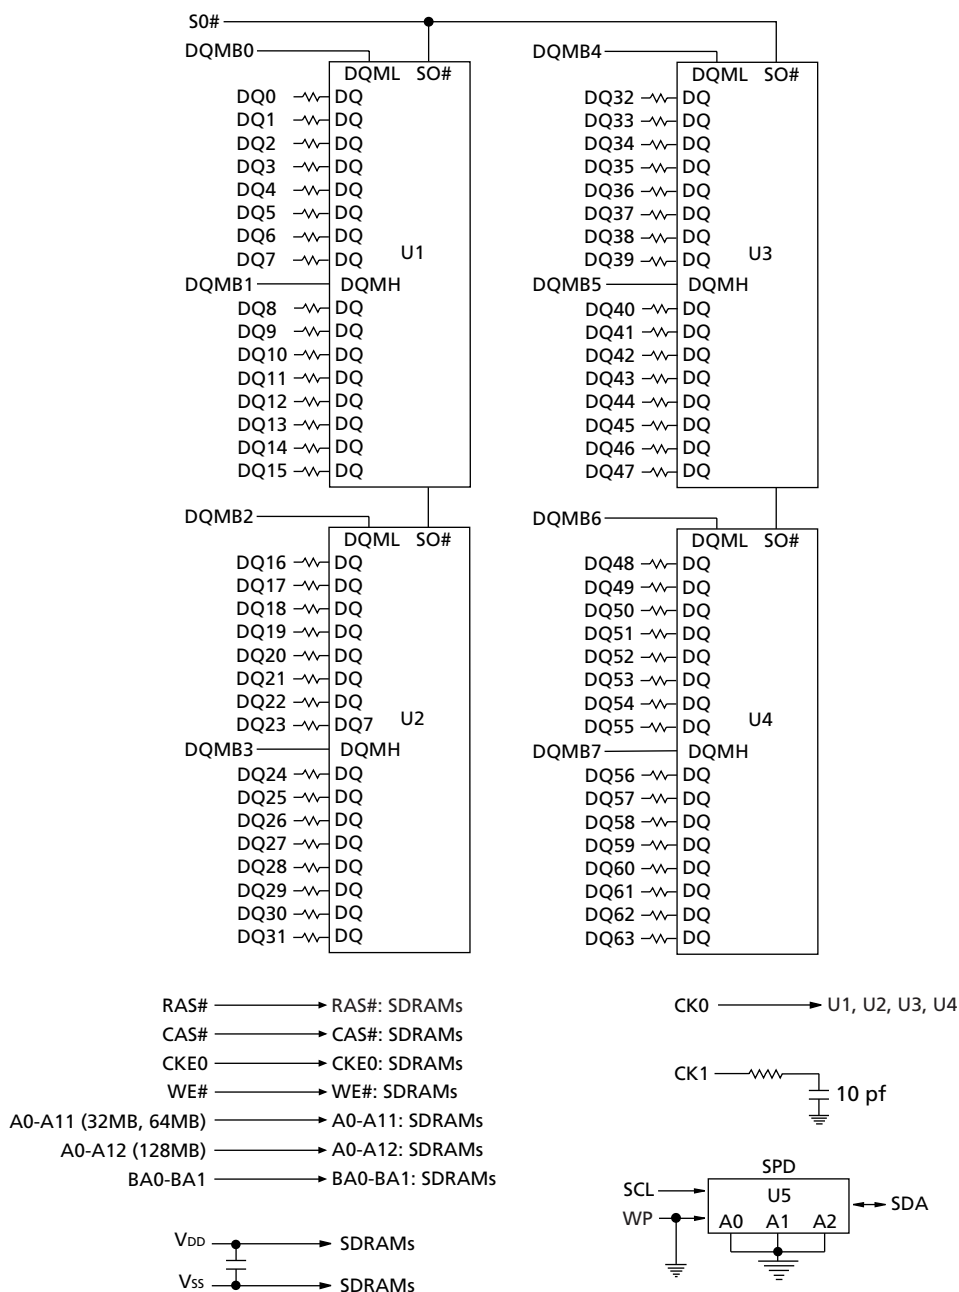 S0#
DQMB0
DQML SO#
DQ0 DQ
DQ1 DQ
DQ2 DQ
DQ3 DQ
DQ4 DQ
DQ5 DQ
DQ6 DQ
DQ7 DQ
U1
DQMB1 DQMH
DQ8 DQ
DQ9 DQ
DQ10 DQ
DQ11 DQ
DQ12 DQ
DQ13 DQ
DQ14 DQ
DQ15 DQ
DQMB2
DQML SO#
DQ16 DQ
DQ17 DQ
DQ18 DQ
DQ19 DQ
DQ20 DQ
DQ21 DQ
DQ22 DQ
DQ23 DQ7
U2
DQMB3 DQMH
DQ24 DQ
DQ25 DQ
DQ26 DQ
DQ27 DQ
DQ28 DQ
DQ29 DQ
DQ30 DQ
DQ31 DQ
DQMB4
DQML SO#
DQ32 DQ
DQ33 DQ
DQ34 DQ
DQ35 DQ
DQ36 DQ
DQ37 DQ
DQ38 DQ
DQ39 DQ
U3
DQMB5 DQMH
DQ40 DQ
DQ41 DQ
DQ42 DQ
DQ43 DQ
DQ44 DQ
DQ45 DQ
DQ46 DQ
DQ47 DQ
DQMB6
DQML SO#
DQ48 DQ
DQ49 DQ
DQ50 DQ
DQ51 DQ
DQ52 DQ
DQ53 DQ
DQ54 DQ
DQ55 DQ
U4
DQMB7 DQMH
DQ56 DQ
DQ57 DQ
DQ58 DQ
DQ59 DQ
DQ60 DQ
DQ61 DQ
DQ62 DQ
DQ63 DQ
RAS# RAS#: SDRAMs
CAS# CAS#: SDRAMs
CKE0 CKE0: SDRAMs
WE# WE#: SDRAMs
A0-A11 (32MB, 64MB) A0-A11: SDRAMs
A0-A12 (128MB) A0-A12: SDRAMs
BA0-BA1 BA0-BA1: SDRAMs
VDD SDRAMs
Vss SDRAMs
CK0 U1, U2, U3, U4
CK1
10 pf
SPD
SCL U5 SDA
WP A0 A1 A2